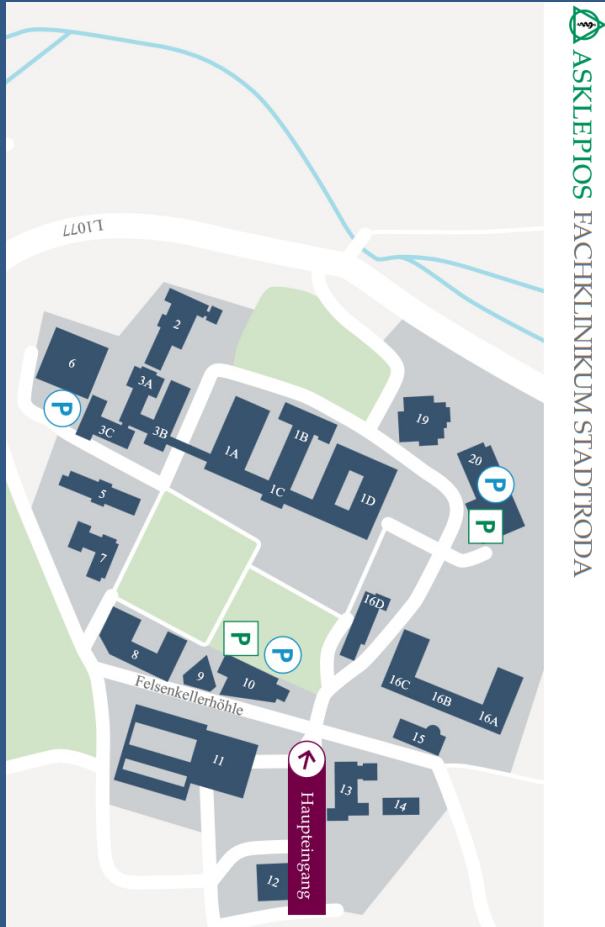 ASKLEPIOS FACHKLINIKUM STADTRODA
L1077
2
6
3A
3B
3C
1A
1B
1C
1D
19
20
P
P
P
5
7
16D
P
P
8
9
10
16C
16B
16A
15
Felsenkellerhöhle
11
Haupteingang
13
14
12